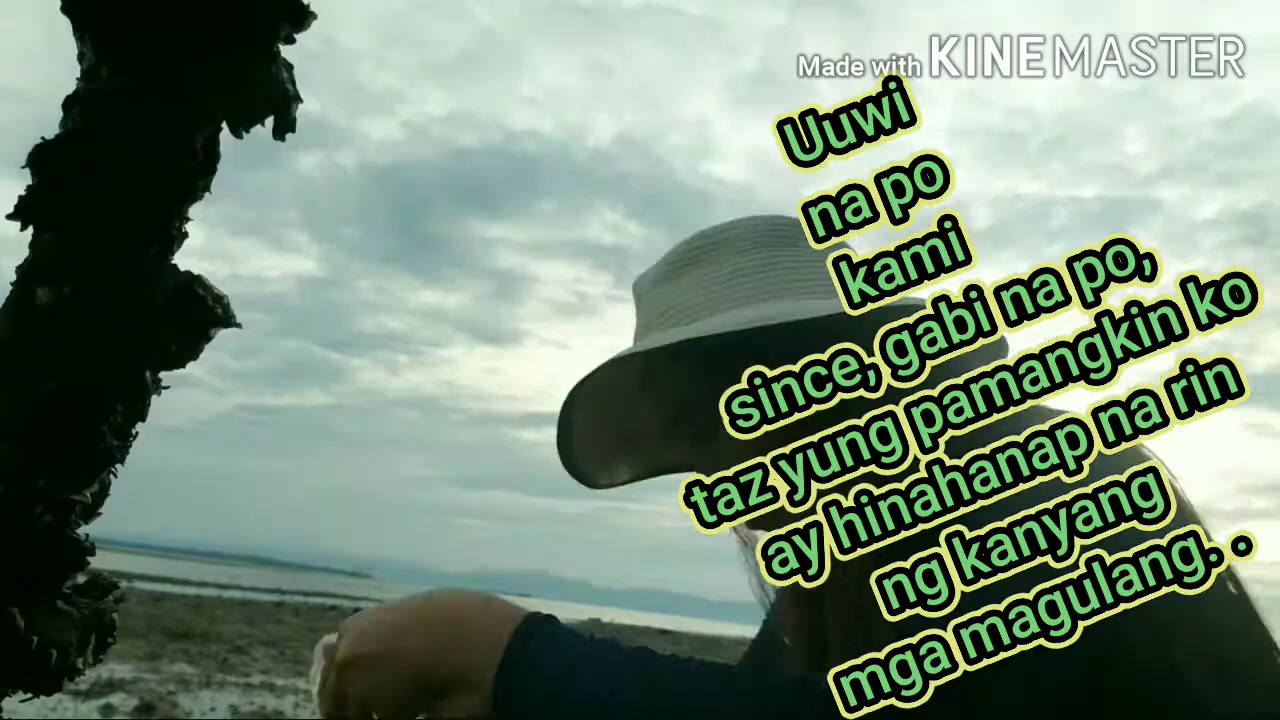 Made with KINEMASTER
Uuwi
na po
kami
since, gabi na po,
taz yung pamangkin ko
ay hinahanap na rin
ng kanyang
mga magulang. .